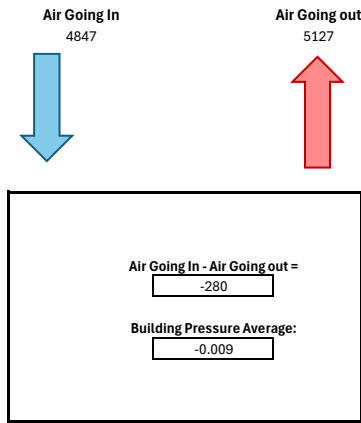 Air Going In
4847
Air Going out
5127
Air Going In - Air Going out =
-280
Building Pressure Average:
-0.009